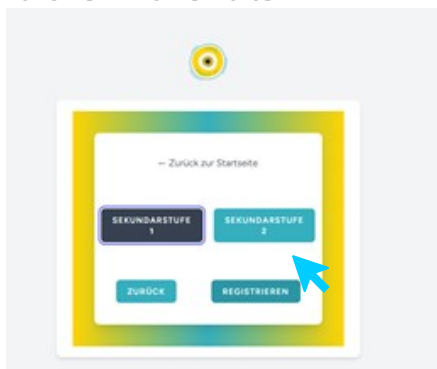 ← Zurück zur Startseite
SEKUNDARSTUFE
1
SEKUNDARSTUFE
2
ZURÜCK
REGISTRIEREN